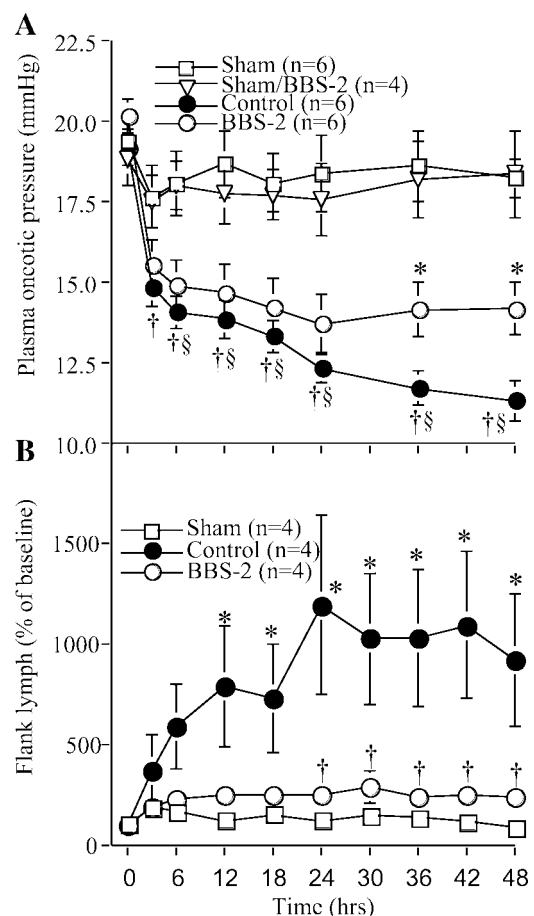 A
22.5
20.0
17.5
15.0
12.5
10.0
Plasma oncotic pressure (mmHg)
Sham (n=6)
Sham/BBS-2 (n=4)
Control (n=6)
BBS-2 (n=6)
* *
† †§ †§ †§ †§ †§ †§
B
1500
1000
500
0
Flank lymph (% of baseline)
Sham (n=4)
Control (n=4)
BBS-2 (n=4)
* * * * * * *
† † † † †
0 6 12 18 24 30 36 42 48
Time (hrs)